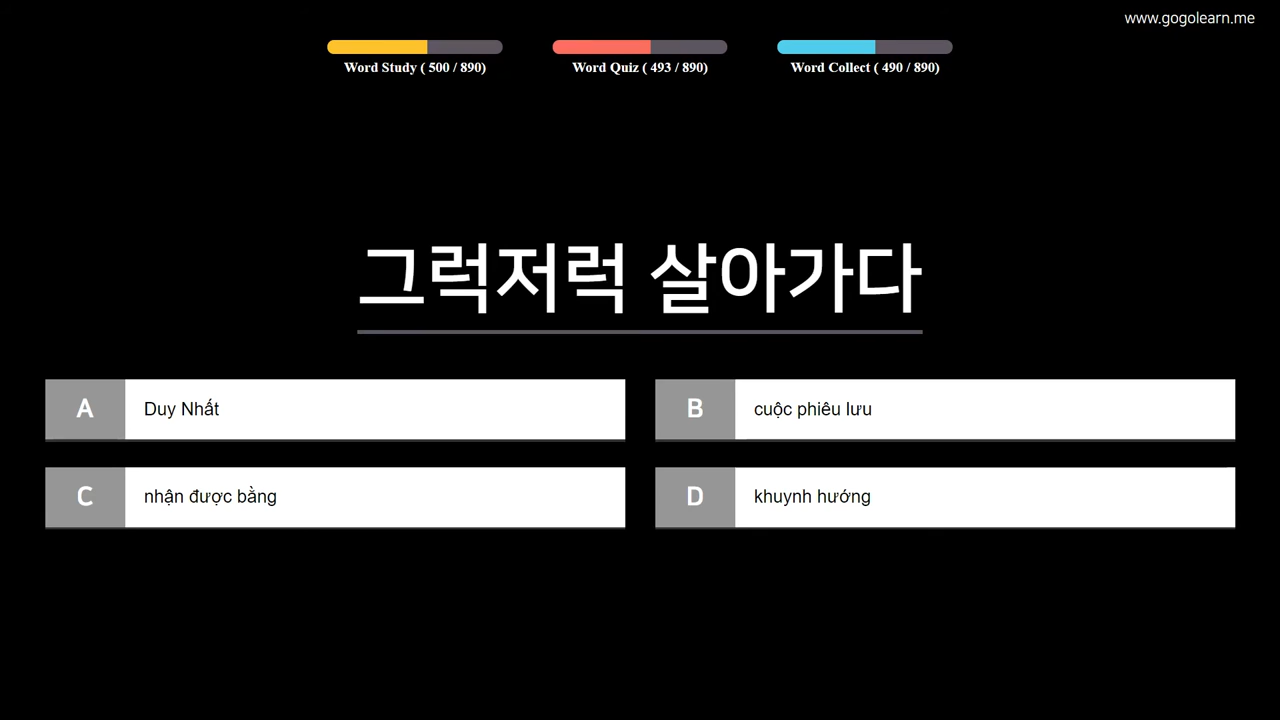 www.gogolearn.me
Word Study ( 500 / 890)
Word Quiz ( 493 / 890)
Word Collect ( 490 / 890)
그럭저럭 살아가다
A Duy Nhất
B cuộc phiêu lưu
C nhận được bằng
D khuynh hướng